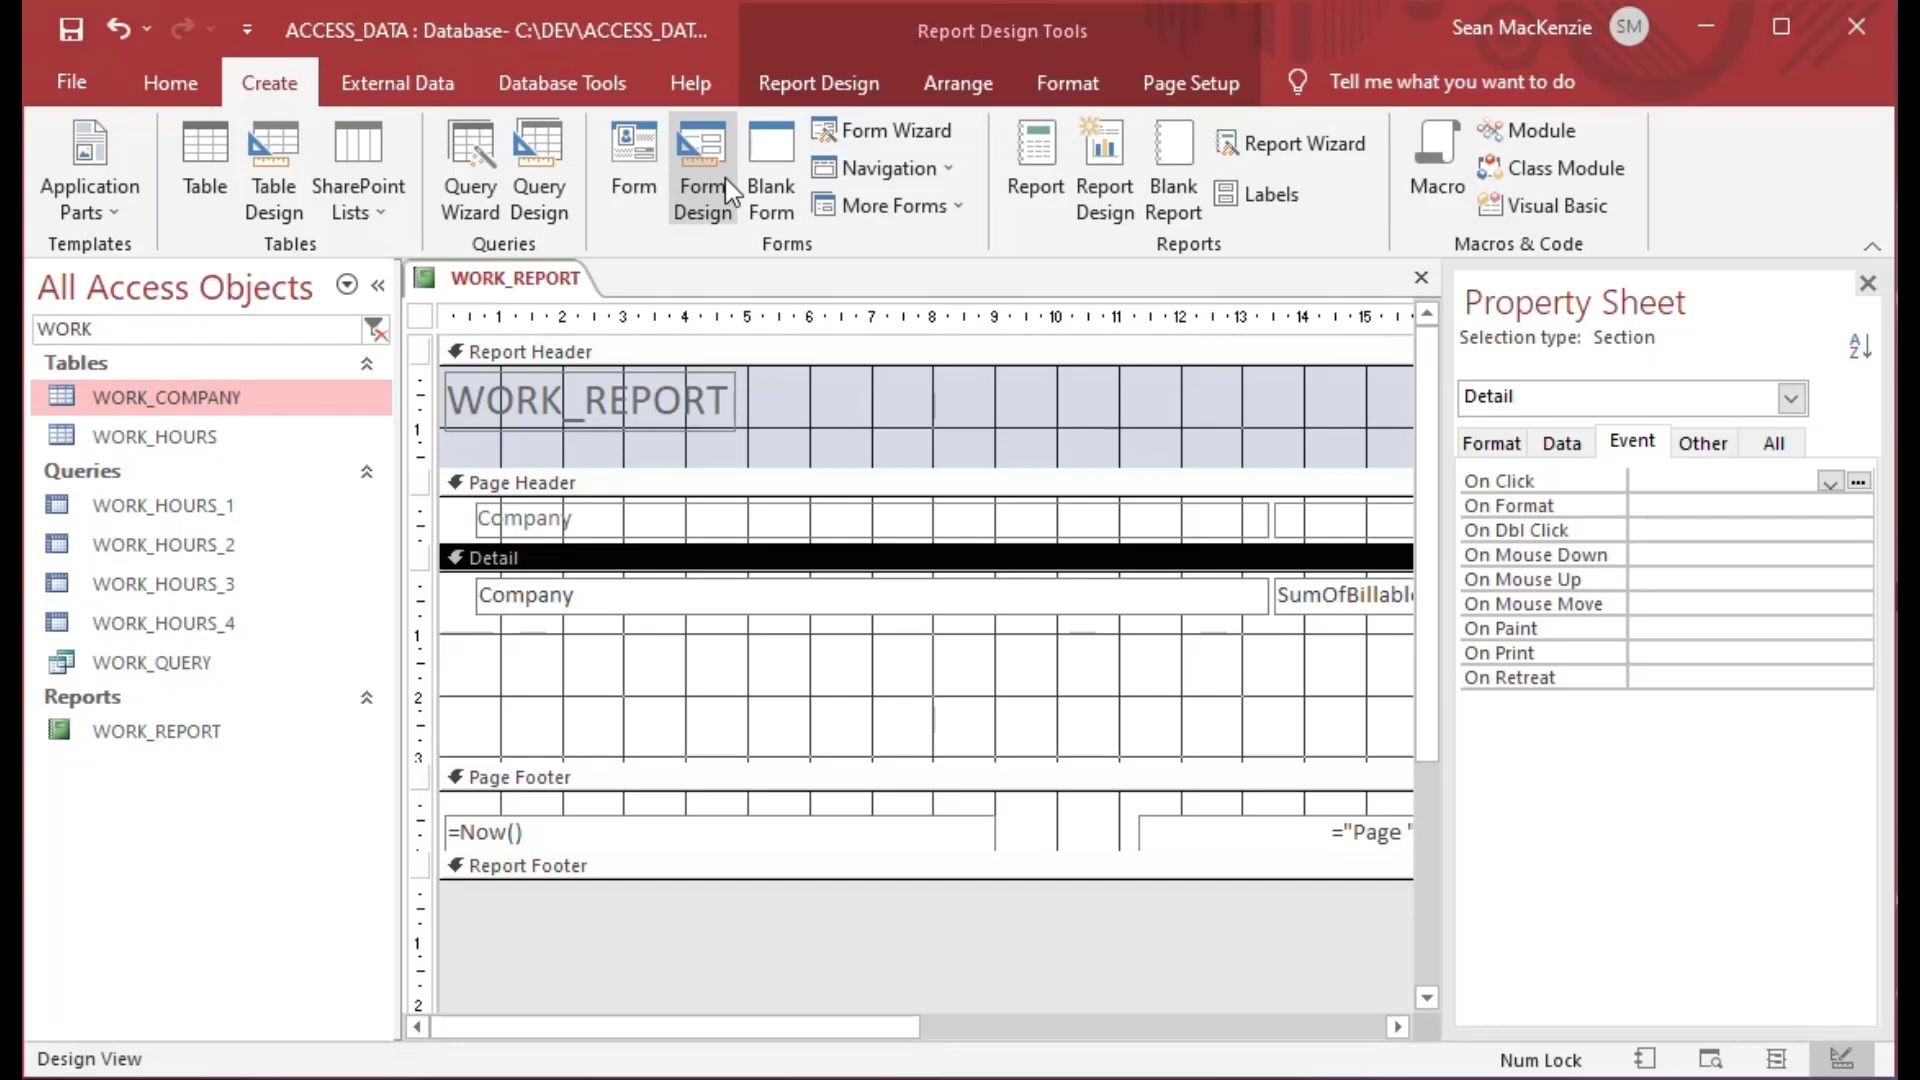 ACCESS_DATA : Database- C:\DEV\ACCESS_DAT...
Report Design Tools
Sean MacKenzie
SM
File
Home
Create
External Data
Database Tools
Help
Report Design
Arrange
Format
Page Setup
Tell me what you want to do
Application Parts
Templates
Table
Table Design
SharePoint Lists
Tables
Query Wizard
Query Design
Queries
Form
Form Design
Blank Form
Form Wizard
Navigation
More Forms
Forms
Report
Report Design
Blank Report
Report Wizard
Labels
Reports
Macro
Module
Class Module
Visual Basic
Macros & Code
All Access Objects
WORK
Tables
WORK_COMPANY
WORK_HOURS
Queries
WORK_HOURS_1
WORK_HOURS_2
WORK_HOURS_3
WORK_HOURS_4
WORK_QUERY
Reports
WORK_REPORT
WORK_REPORT
1 2 3 4 5 6 7 8 9 10 11 12 13 14 15
Report Header
WORK_REPORT
1
Page Header
Company
Detail
Company
SumOfBillabl
1
2
3
Page Footer
=Now()
="Page "
Report Footer
1
2
Property Sheet
Selection type: Section
A
Z
Detail
Format
Data
Event
Other
All
On Click
...
On Format
On Dbl Click
On Mouse Down
On Mouse Up
On Mouse Move
On Paint
On Print
On Retreat
Design View
Num Lock